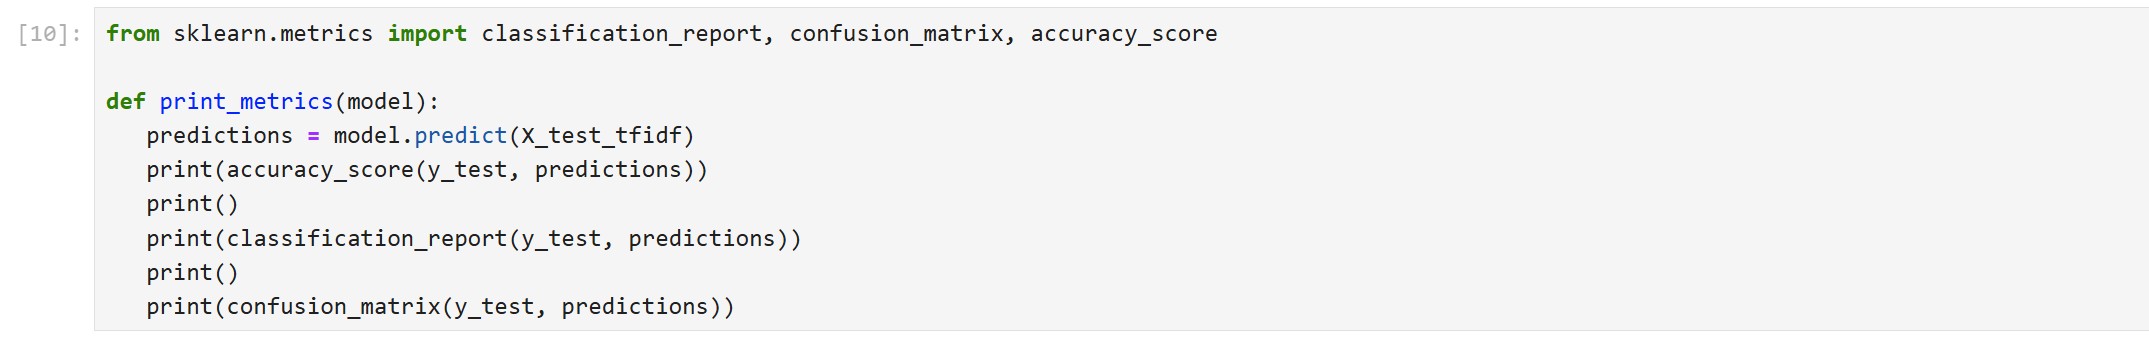 [10]: from sklearn.metrics import classification_report, confusion_matrix, accuracy_score

def print_metrics(model):
   predictions = model.predict(X_test_tfidf)
   print(accuracy_score(y_test, predictions))
   print()
   print(classification_report(y_test, predictions))
   print()
   print(confusion_matrix(y_test, predictions))